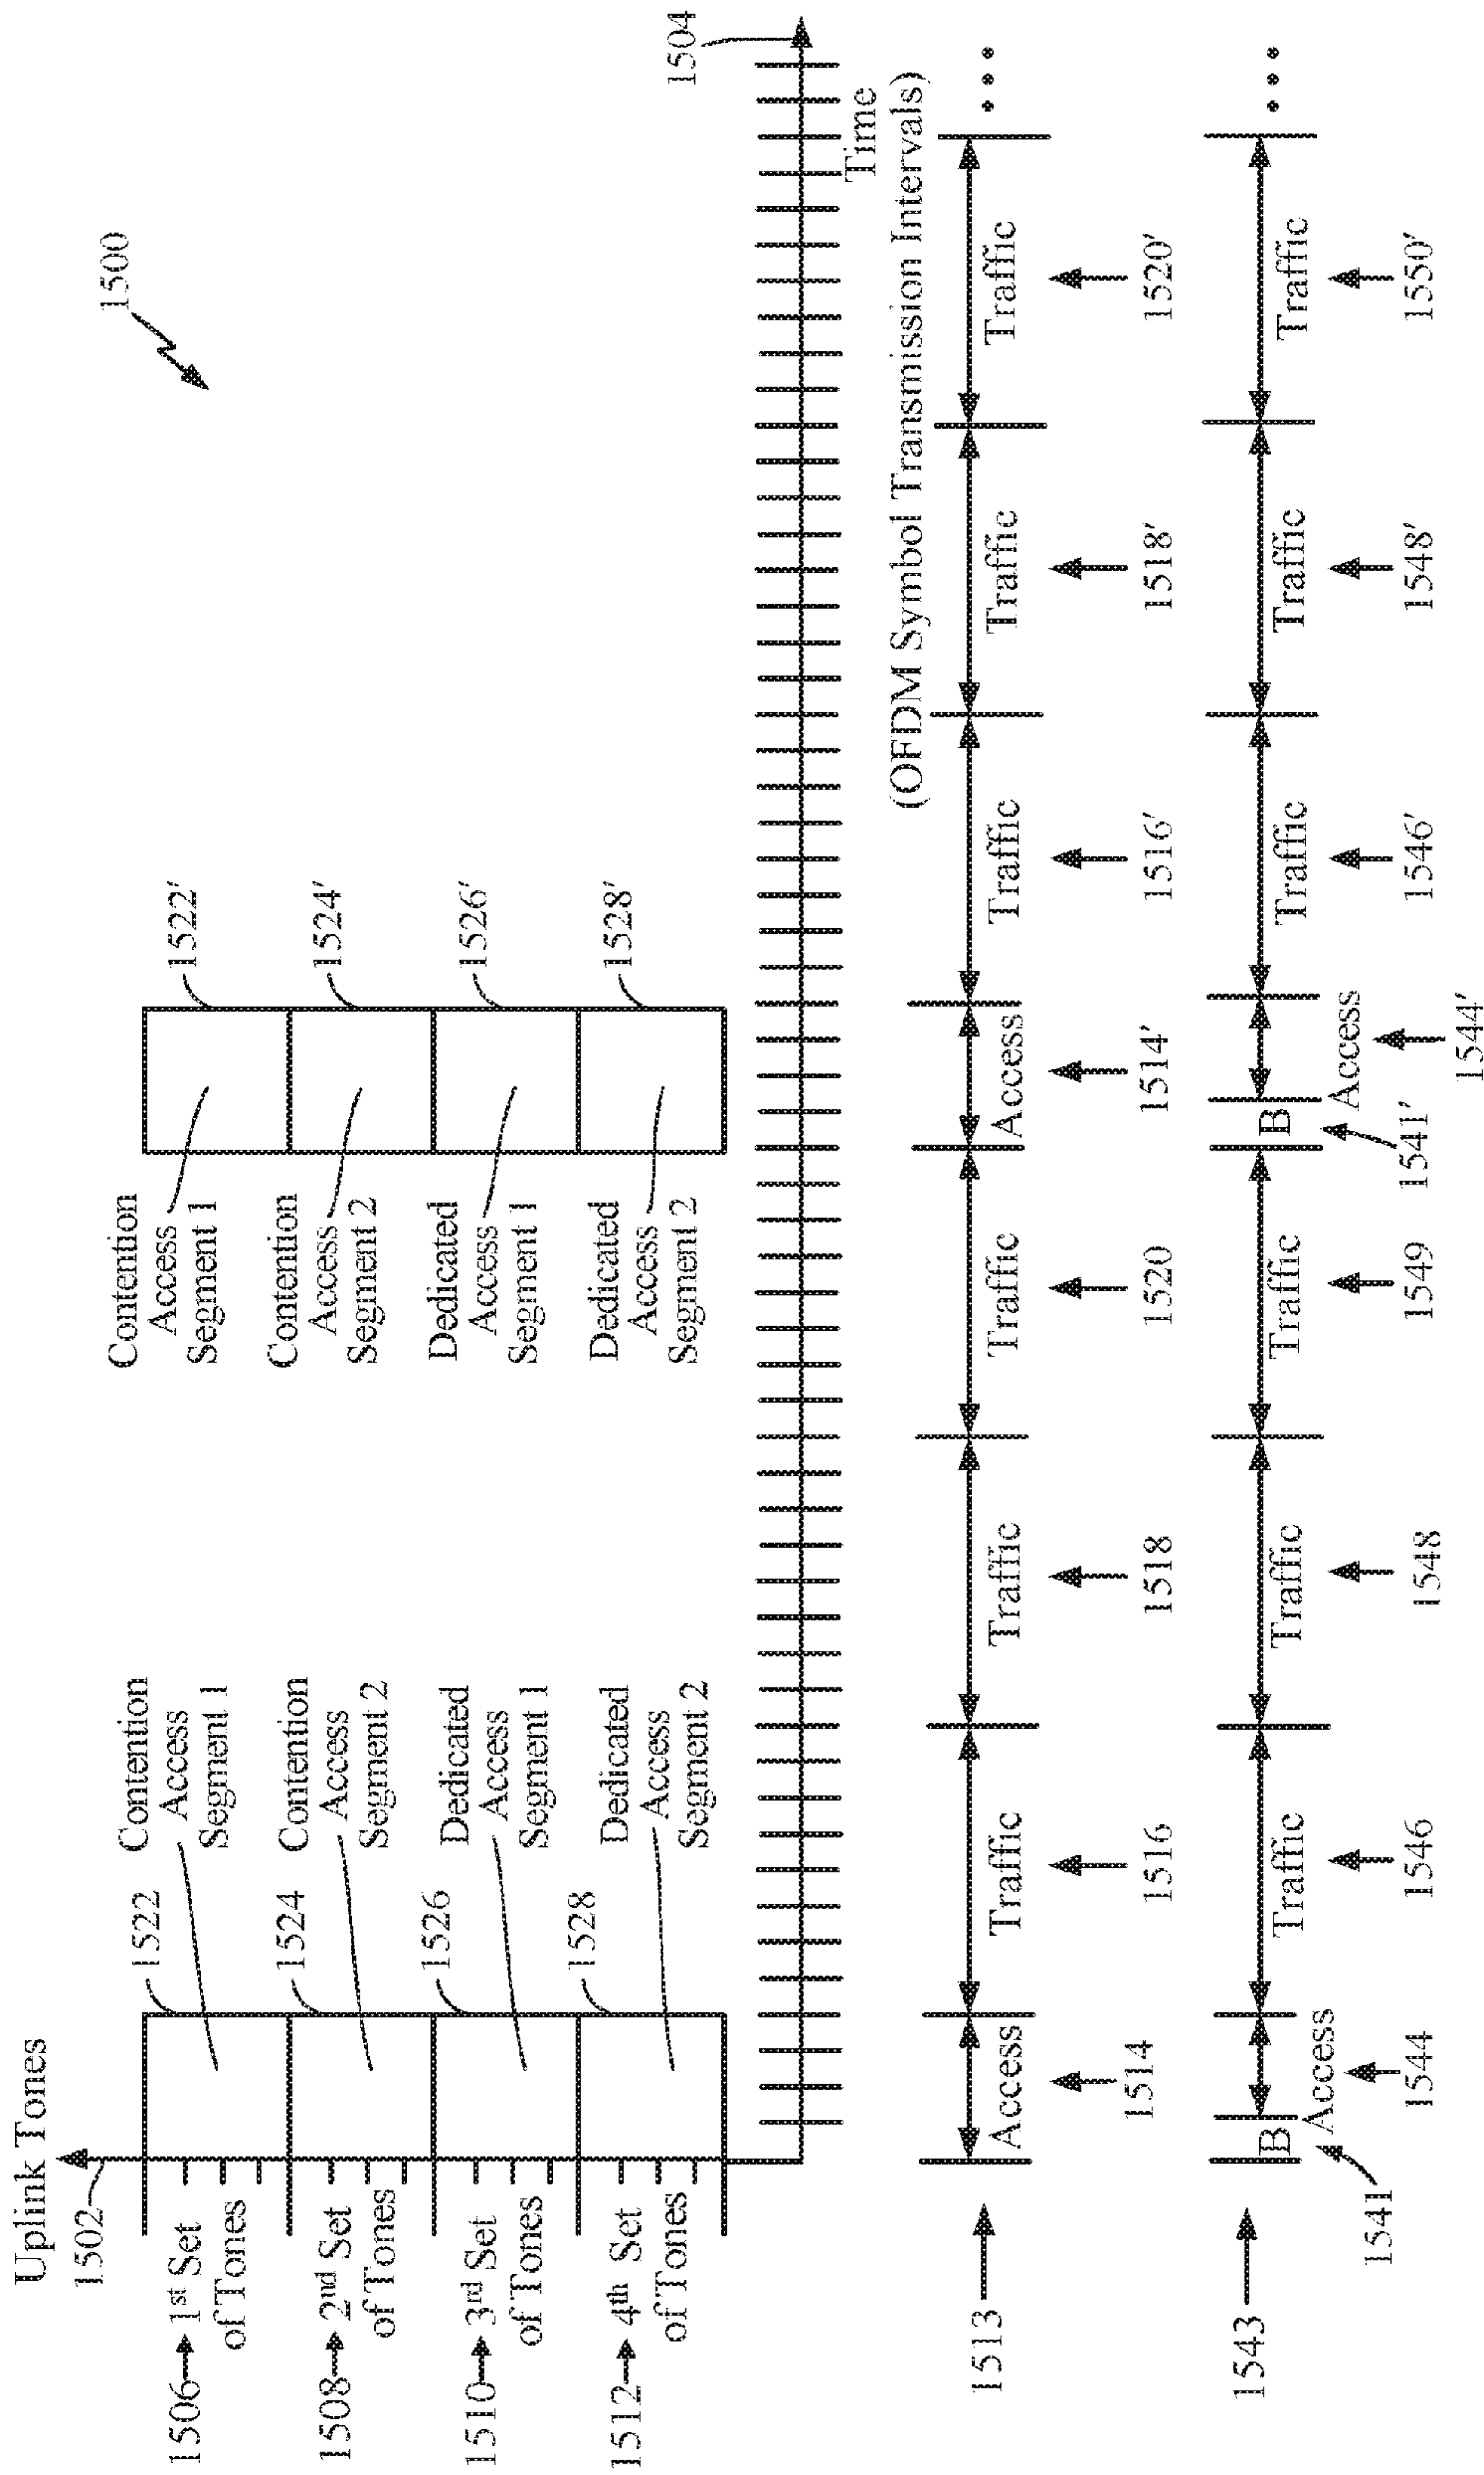 1500
Uplink Tones
1502
1506
1st Set
of Tones
1508
2nd Set
of Tones
1510
3rd Set
of Tones
1512
4th Set
of Tones
1522
Contention
Access
Segment 1
1524
Contention
Access
Segment 2
1526
Dedicated
Access
Segment 1
1528
Dedicated
Access
Segment 2
Contention
Access
Segment 1
1522'
Contention
Access
Segment 2
1524'
Dedicated
Access
Segment 1
1526'
Dedicated
Access
Segment 2
1528'
1504
Time
(OFDM Symbol Transmission Intervals)
1513
Access Traffic Traffic Traffic Access Traffic Traffic Traffic
1514 1516 1518 1520 1514' 1516' 1518' 1520'
1543
B Access Traffic Traffic Traffic B Access Traffic Traffic Traffic
1541 1544 1546 1548 1549 1541' 1544' 1546' 1548' 1550'